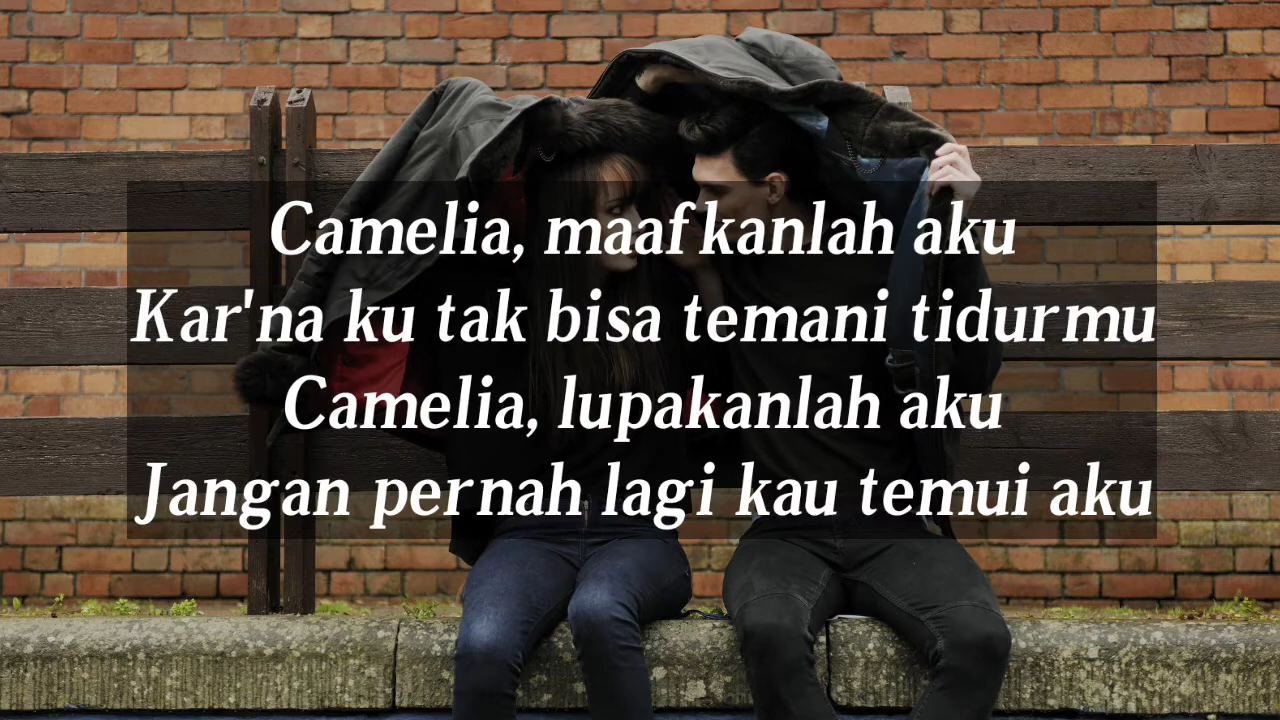 Camelia, maafkanlah aku
Kar'na ku tak bisa temani tidurmu
Camelia, lupakanlah aku
Jangan pernah lagi kau temui aku